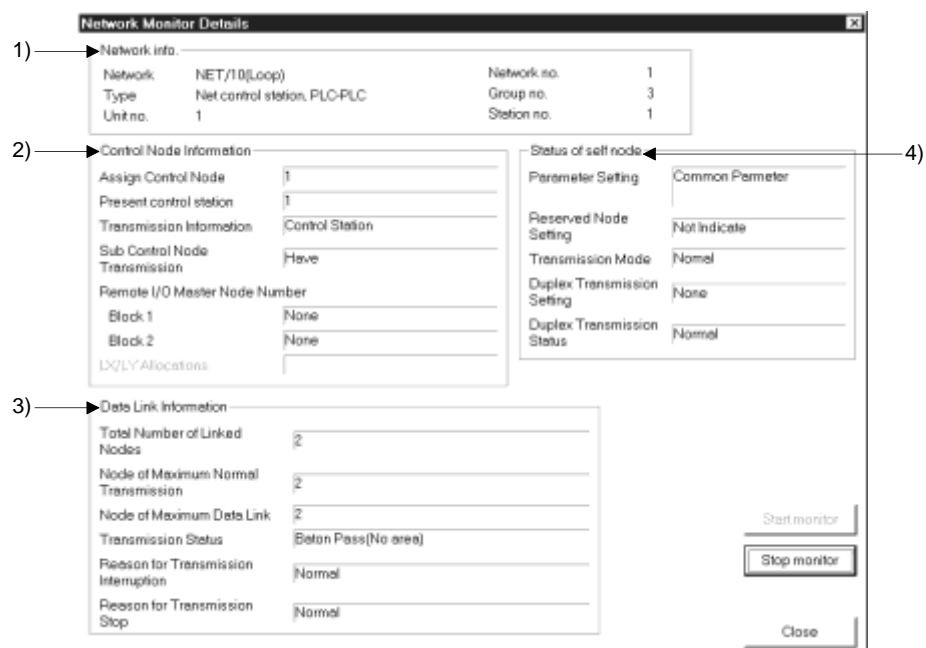 Network Monitor Details
1)
Network info.
Network NET/10(Loop) Network no. 1
Type Net control station, PLC-PLC Group no. 3
Unit no. 1 Station no. 1
2)
Control Node Information
Assign Control Node 1
Present control station 1
Transmission Information Control Station
Sub Control Node
Transmission Have
Remote I/O Master Node Number
Block 1 None
Block 2 None
LX/LY Allocations
4)
Status of self node
Parameter Setting Common Permeter
Reserved Node
Setting Not Indicate
Transmission Mode Nomal
Duplex Transmission
Setting None
Duplex Transmission
Status Normal
3)
Data Link Information
Total Number of Linked
Nodes 2
Node of Maximum Normal
Transmission 2
Node of Maximum Data Link 2
Transmission Status Baton Pass(No area)
Reason for Transmission
Interruption Normal
Reason for Transmission
Stop Normal
Start monitor
Stop monitor
Close